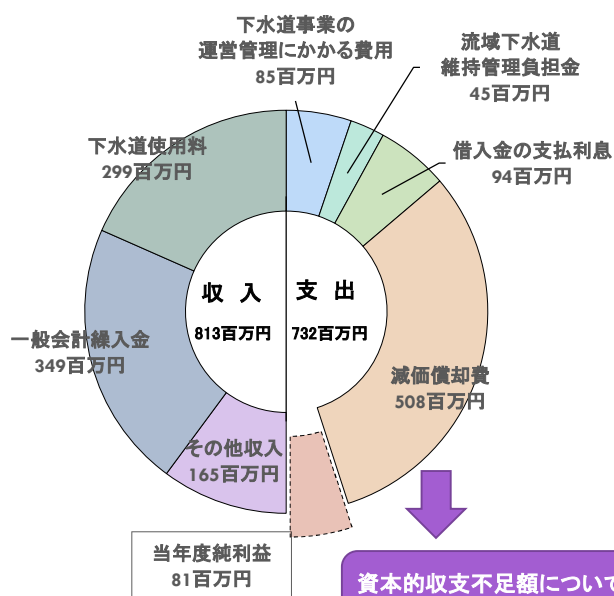 下水道事業の
運営管理にかかる費用
85百万円
流域下水道
維持管理負担金
45百万円
借入金の支払利息
94百万円
下水道使用料
299百万円
収 入
813百万円
支 出
732百万円
一般会計繰入金
349百万円
減価償却費
508百万円
その他収入
165百万円
当年度純利益
81百万円
資本的収支不足額について